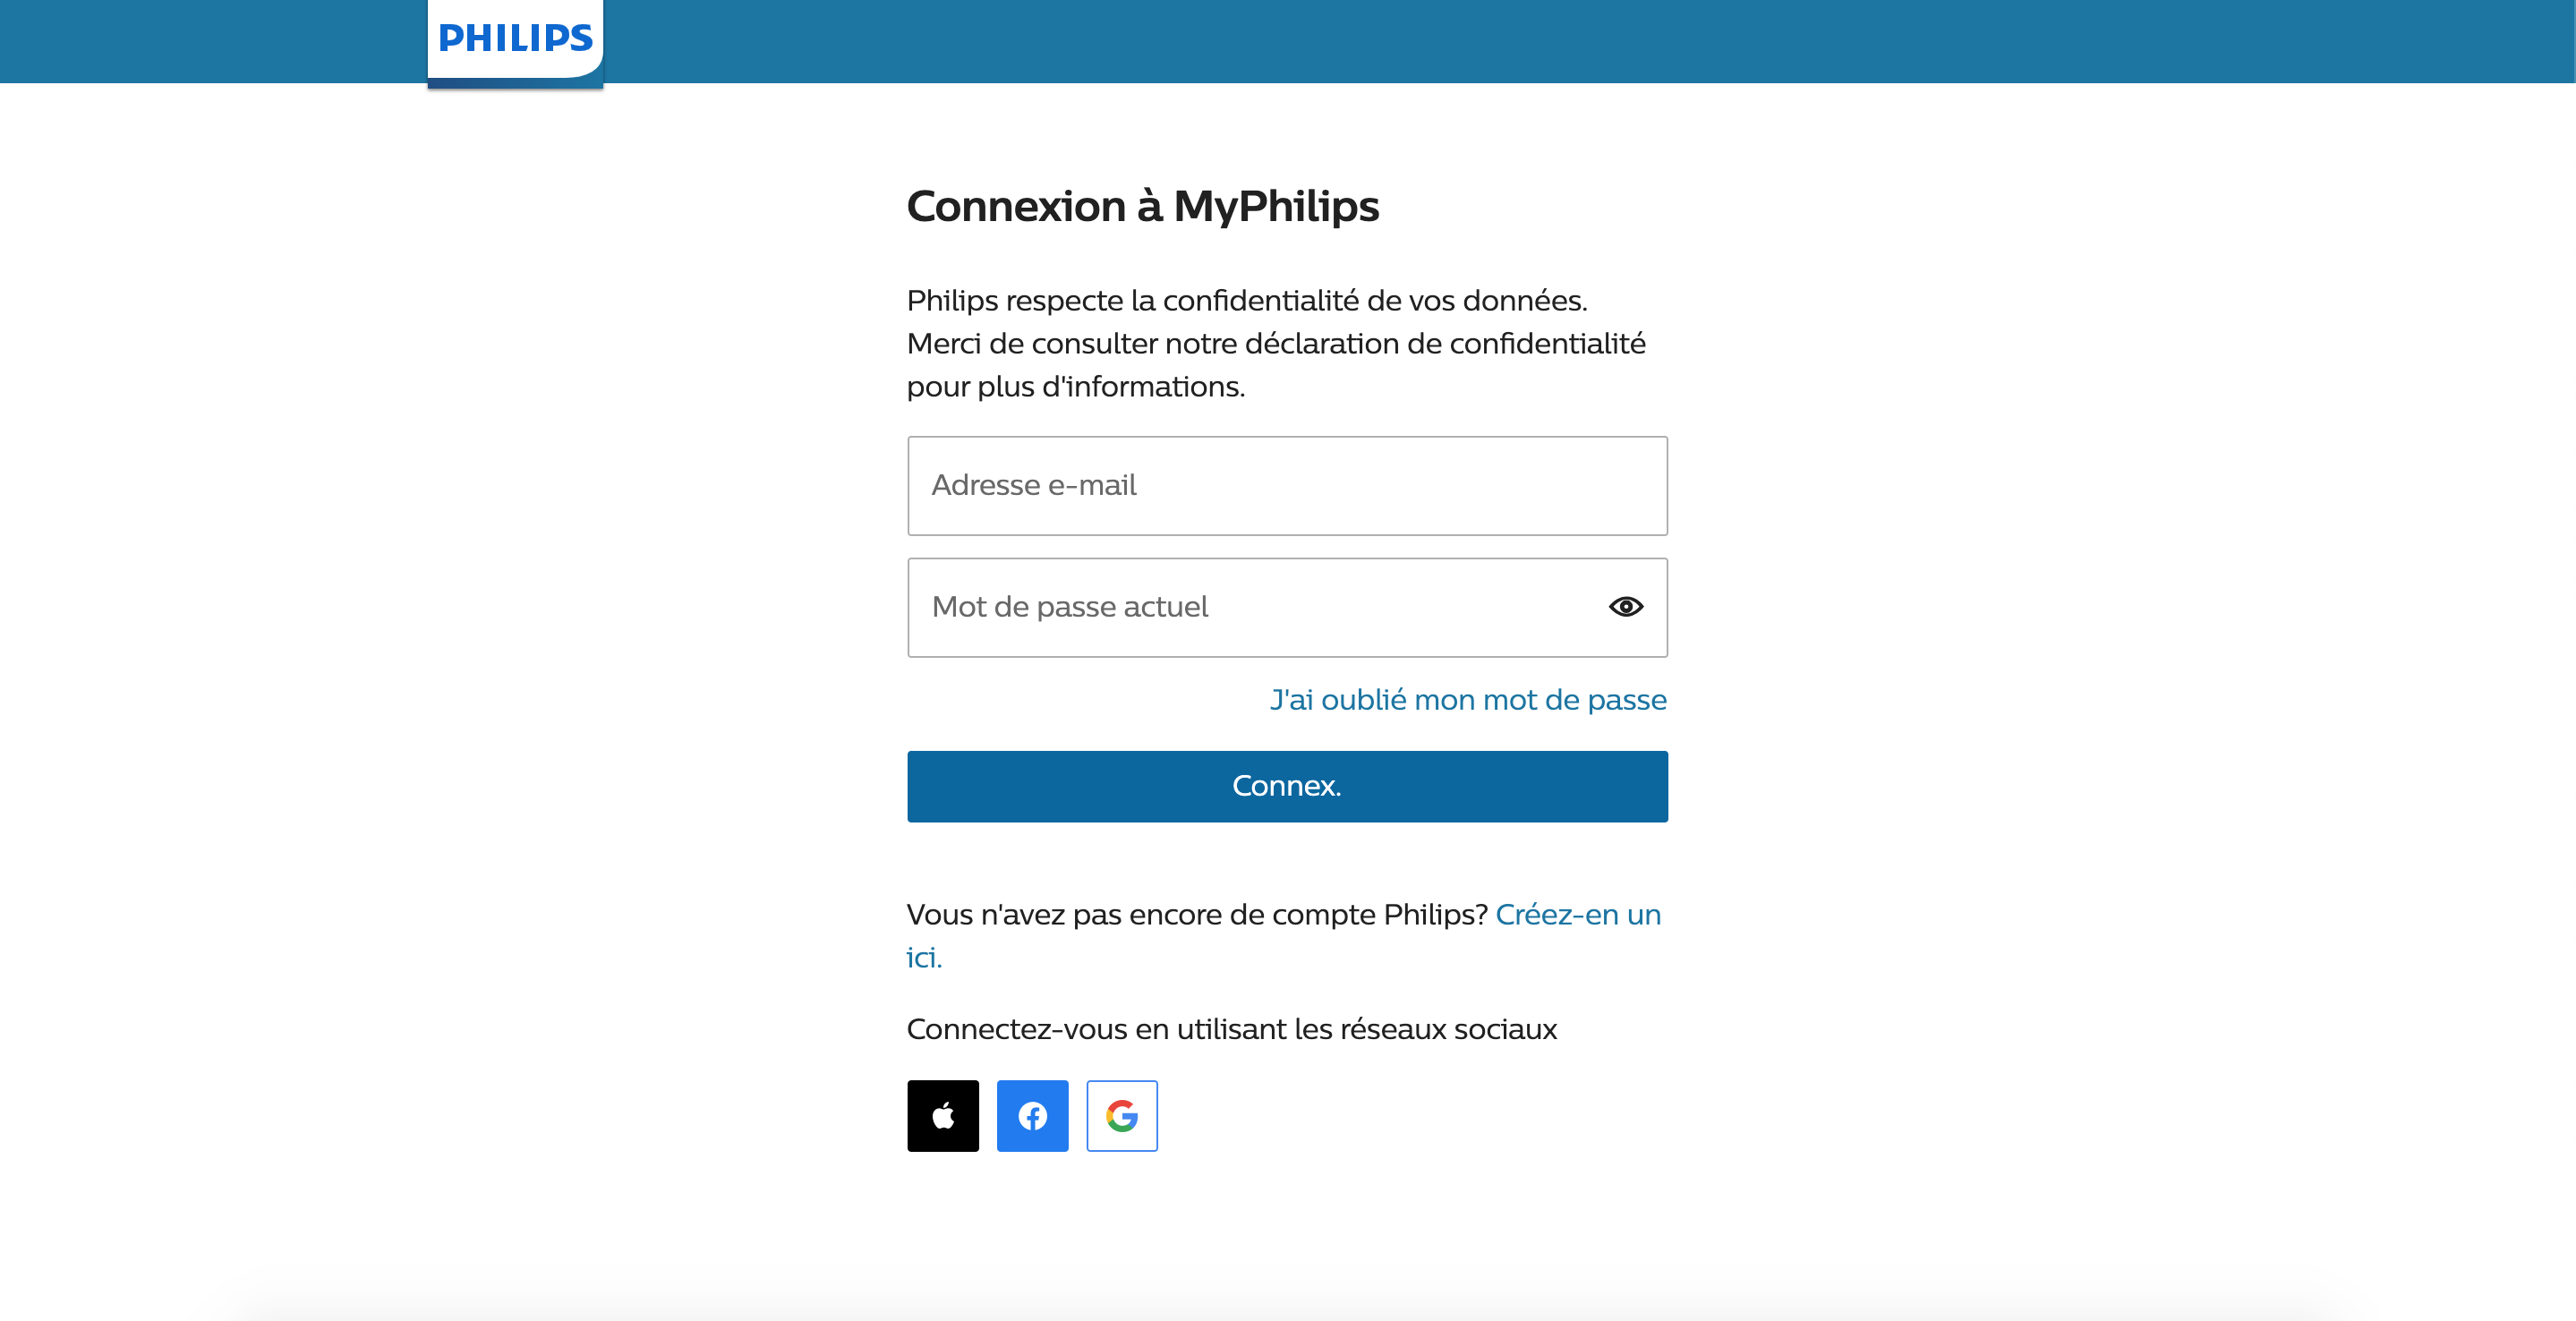 PHILIPS
Connexion à MyPhilips
Philips respecte la confidentialité de vos données.
Merci de consulter notre déclaration de confidentialité
pour plus d'informations.
Adresse e-mail
Mot de passe actuel
J'ai oublié mon mot de passe
Connex.
Vous n'avez pas encore de compte Philips? Créez-en un
ici.
Connectez-vous en utilisant les réseaux sociaux